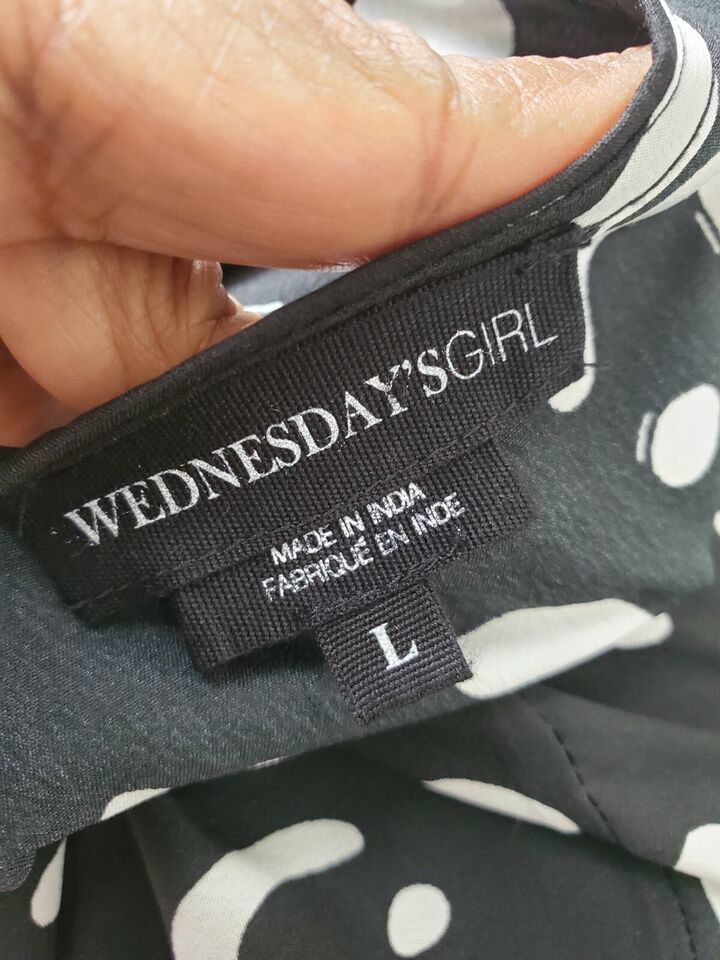 WEDNESDAY'SGIRL
MADE IN INDIA
FABRIQUÉ EN INDE
L